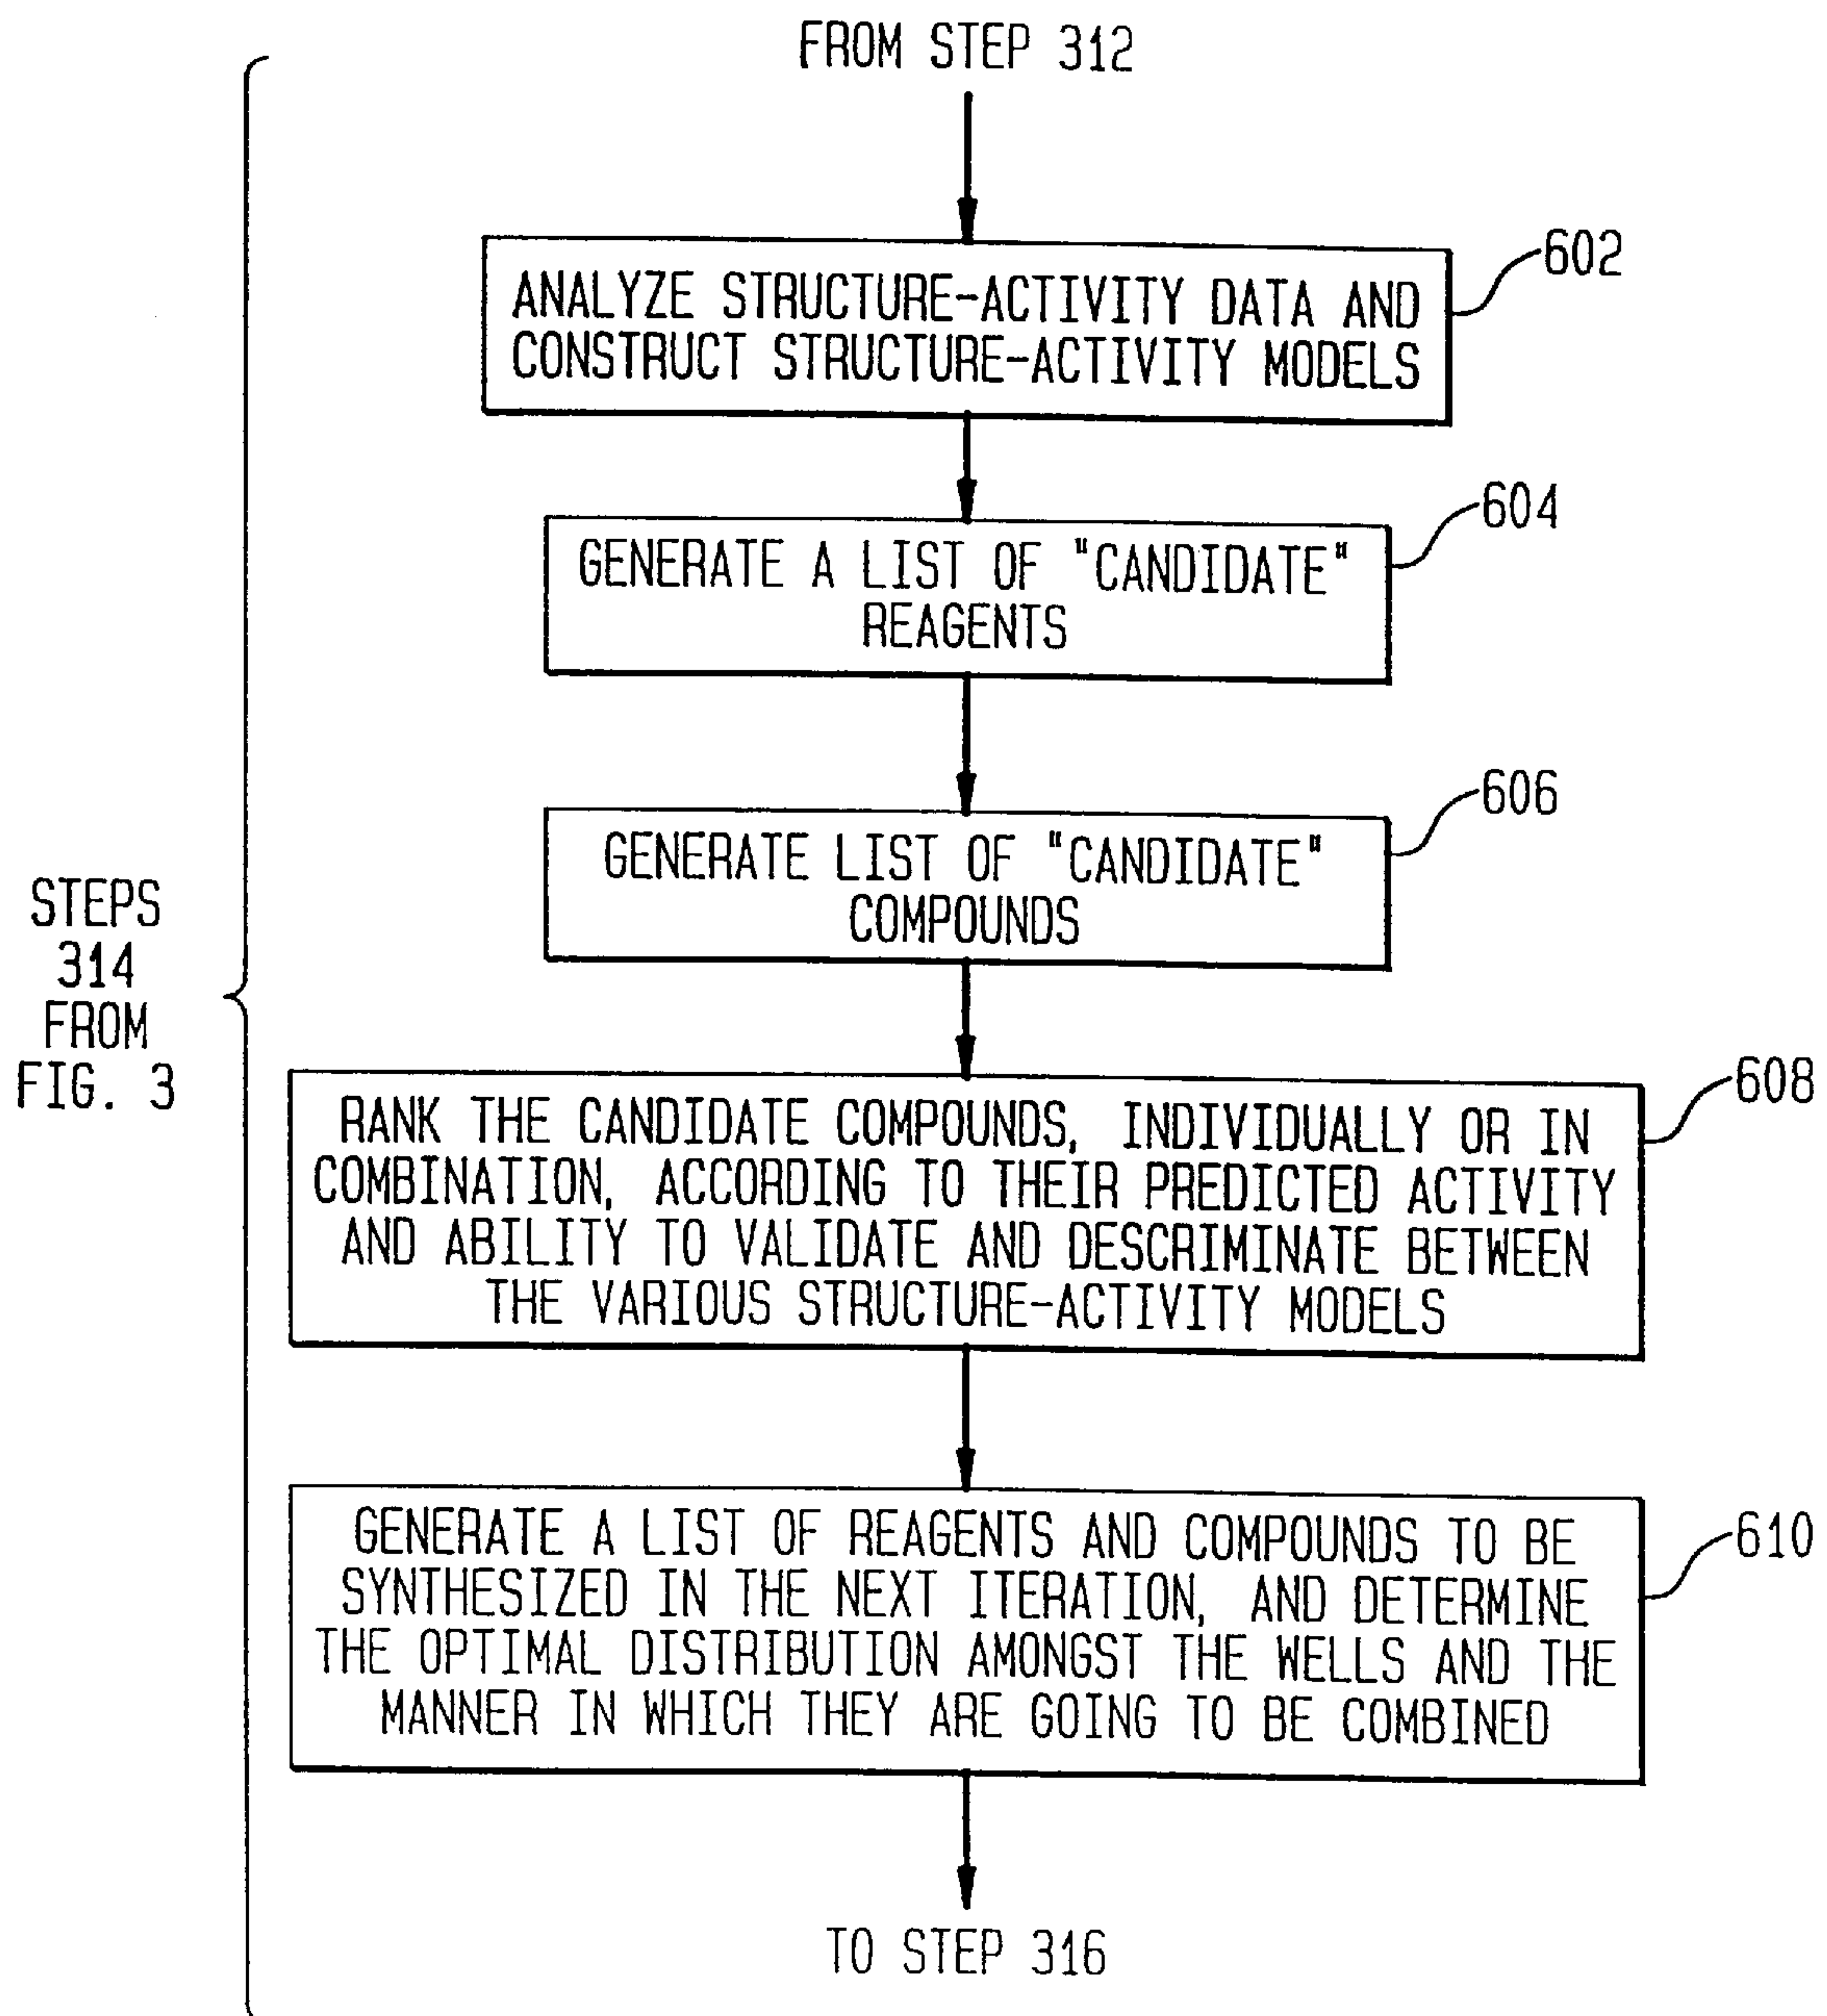 FROM STEP 312
602
ANALYZE STRUCTURE-ACTIVITY DATA AND
CONSTRUCT STRUCTURE-ACTIVITY MODELS
604
GENERATE A LIST OF "CANDIDATE"
REAGENTS
606
GENERATE LIST OF "CANDIDATE"
COMPOUNDS
STEPS
314
FROM
FIG. 3
608
RANK THE CANDIDATE COMPOUNDS, INDIVIDUALLY OR IN
COMBINATION, ACCORDING TO THEIR PREDICTED ACTIVITY
AND ABILITY TO VALIDATE AND DESCRIMINATE BETWEEN
THE VARIOUS STRUCTURE-ACTIVITY MODELS
610
GENERATE A LIST OF REAGENTS AND COMPOUNDS TO BE
SYNTHESIZED IN THE NEXT ITERATION, AND DETERMINE
THE OPTIMAL DISTRIBUTION AMONGST THE WELLS AND THE
MANNER IN WHICH THEY ARE GOING TO BE COMBINED
TO STEP 316